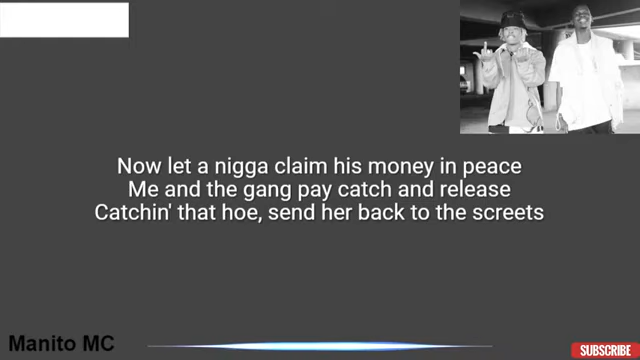 Now let a nigga claim his money in peace
Me and the gang pay catch and release
Catchin' that hoe, send her back to the screets
Manito MC
SUBSCRIBE